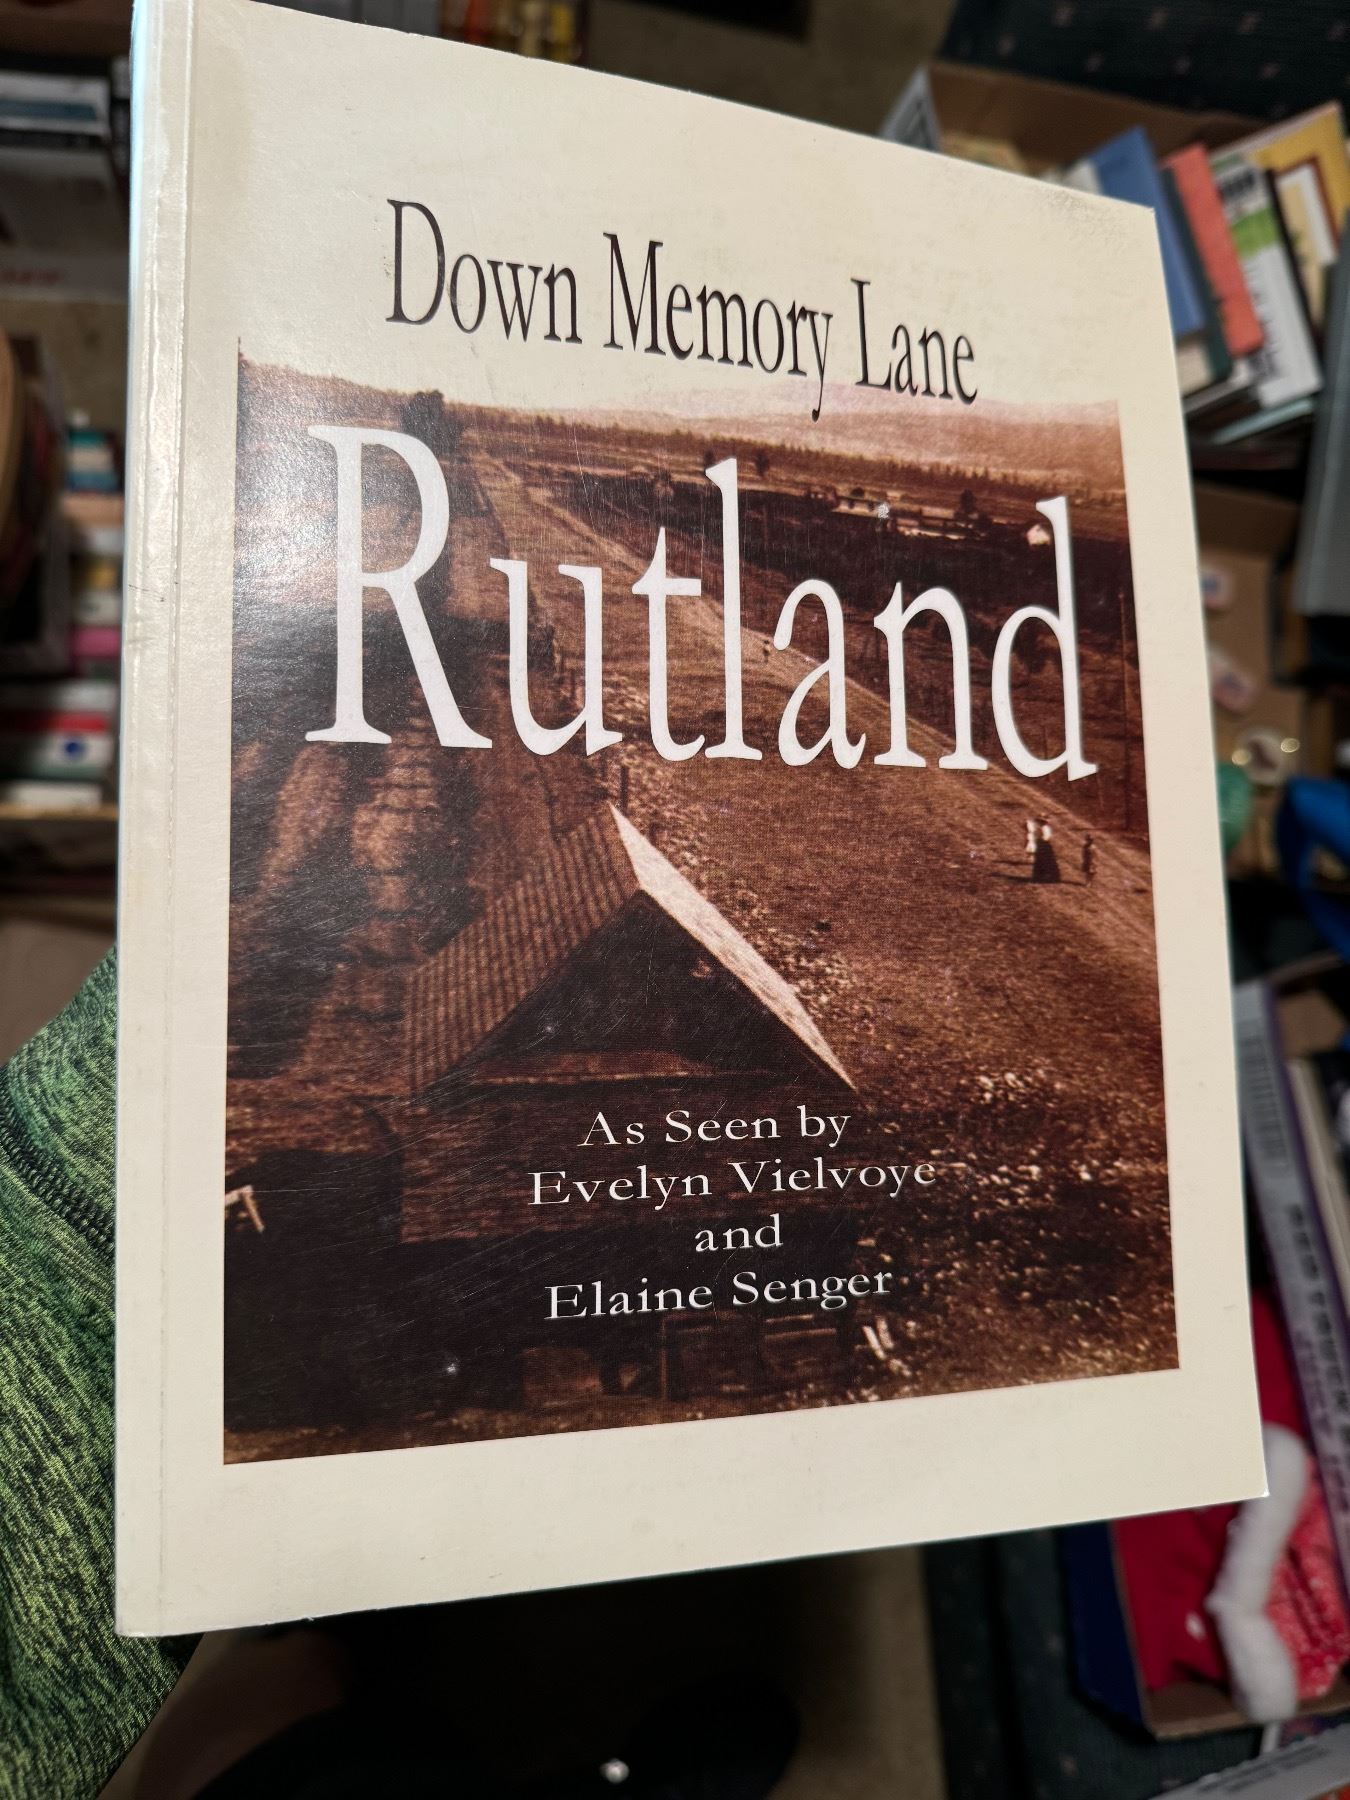 Down Memory Lane
Rutland
As Seen by
Evelyn Vielvoye
and
Elaine Senger